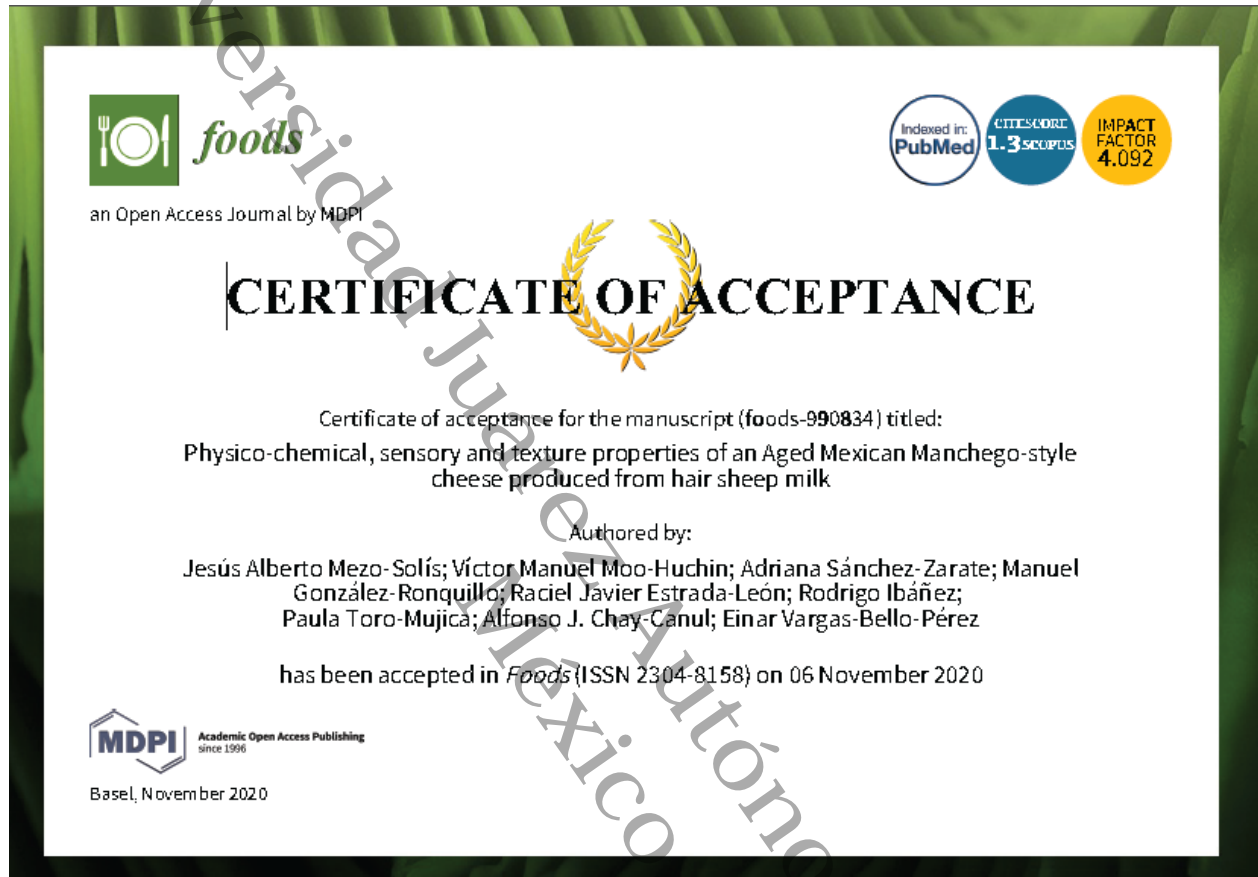 foods
an Open Access Journal by MDPI
Indexed in:
PubMed
CITESCORE
1.3 SCOPUS
IMPACT
FACTOR
4.092
CERTIFICATE OF ACCEPTANCE
Certificate of acceptance for the manuscript (foods-990834) titled:
Physico-chemical, sensory and texture properties of an Aged Mexican Manchego-style
cheese produced from hair sheep milk
Authored by:
Jesús Alberto Mezo-Solís; Víctor Manuel Moo-Huchin; Adriana Sánchez-Zarate; Manuel
González-Ronquillo; Raciel Javier Estrada-León; Rodrigo Ibáñez;
Paula Toro-Mujica; Alfonso J. Chay-Canul; Einar Vargas-Bello-Pérez
has been accepted in Foods (ISSN 2304-8158) on 06 November 2020
MDPI
Academic Open Access Publishing
since 1996
Basel, November 2020
versidad Juárez Autóno
México